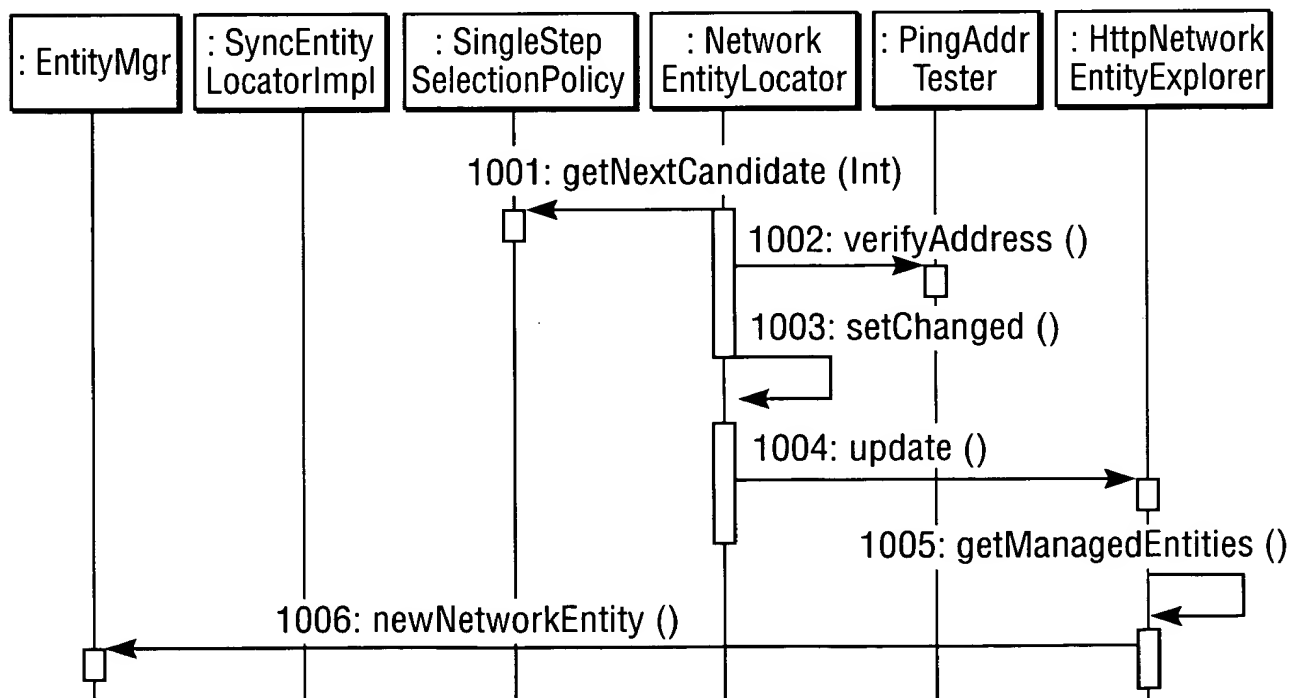 : EntityMgr
: SyncEntity
LocatorImpl
: SingleStep
SelectionPolicy
: Network
EntityLocator
: PingAddr
Tester
: HttpNetwork
EntityExplorer
1001: getNextCandidate (Int)
1002: verifyAddress ()
1003: setChanged ()
1004: update ()
1005: getManagedEntities ()
1006: newNetworkEntity ()